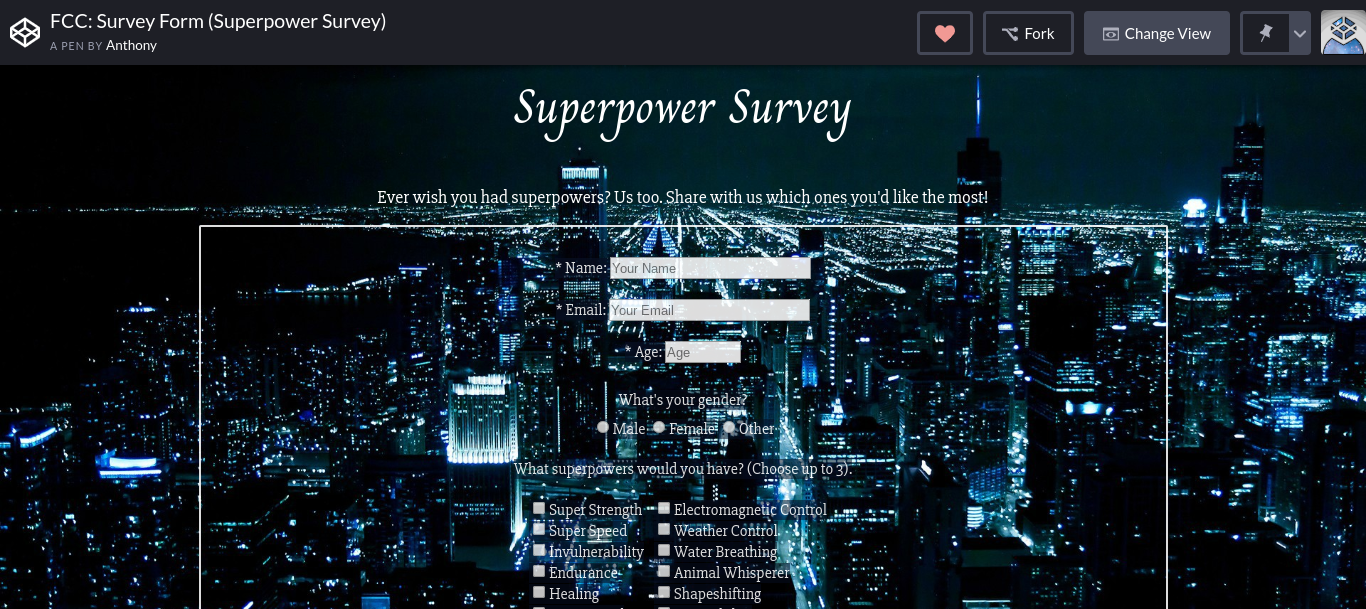 FCC: Survey Form (Superpower Survey)
A PEN BY Anthony
Fork
Change View
Superpower Survey
Ever wish you had superpowers? Us too. Share with us which ones you'd like the most!
* Name: Your Name
* Email: Your Email
* Age: Age
What's your gender?
Male Female Other
What superpowers would you have? (Choose up to 3).
Super Strength Electromagnetic Control
Super Speed Weather Control
Invulnerability Water Breathing
Endurance Animal Whisperer
Healing Shapeshifting